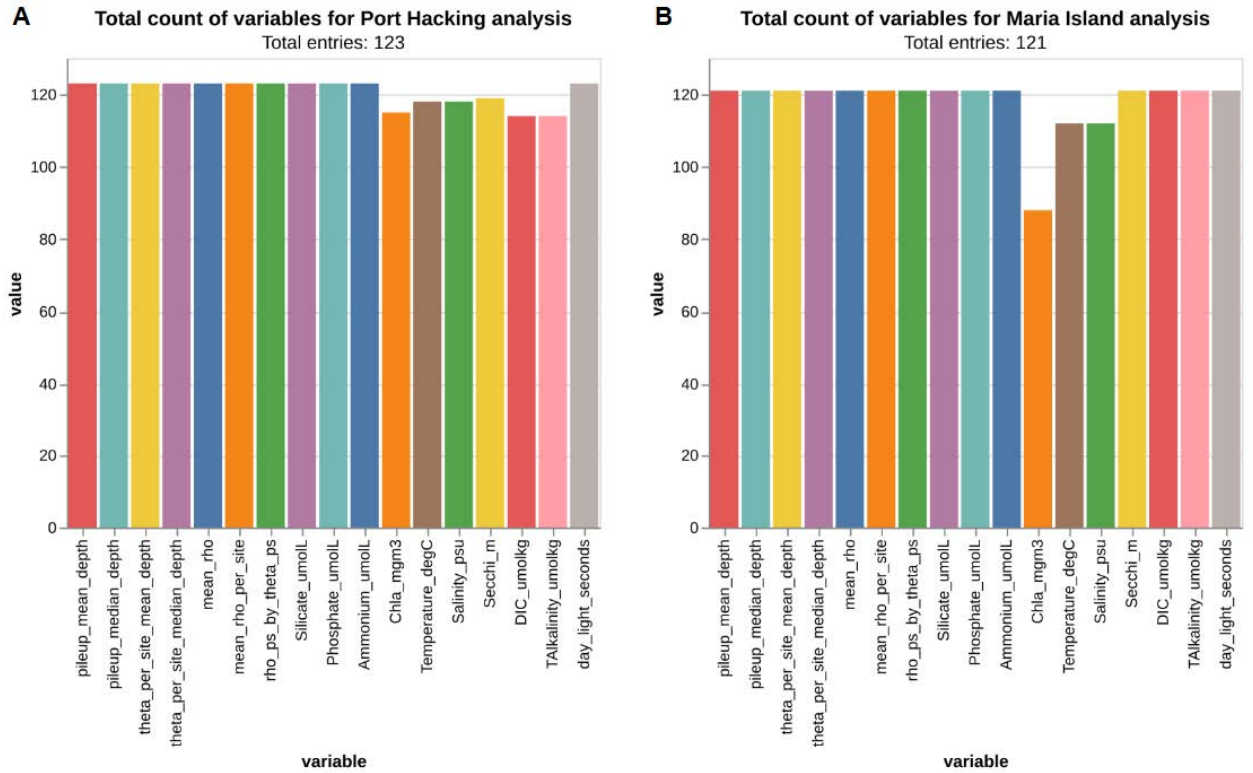 A
Total count of variables for Port Hacking analysis
Total entries: 123
value
120
100
80
60
40
20
0
pileup_mean_depth
pileup_median_depth
theta_per_site_mean_depth
theta_per_site_median_depth
mean_rho
mean_rho_per_site
rho_ps_by_theta_ps
Silicate_umolL
Phosphate_umolL
Ammonium_umolL
Chla_mgm3
Temperature_degC
Salinity_psu
Secchi_m
DIC_umolkg
TAlkalinity_umolkg
day_light_seconds
variable
B
Total count of variables for Maria Island analysis
Total entries: 121
value
120
100
80
60
40
20
0
pileup_mean_depth
pileup_median_depth
theta_per_site_mean_depth
theta_per_site_median_depth
mean_rho
mean_rho_per_site
rho_ps_by_theta_ps
Silicate_umolL
Phosphate_umolL
Ammonium_umolL
Chla_mgm3
Temperature_degC
Salinity_psu
Secchi_m
DIC_umolkg
TAlkalinity_umolkg
day_light_seconds
variable